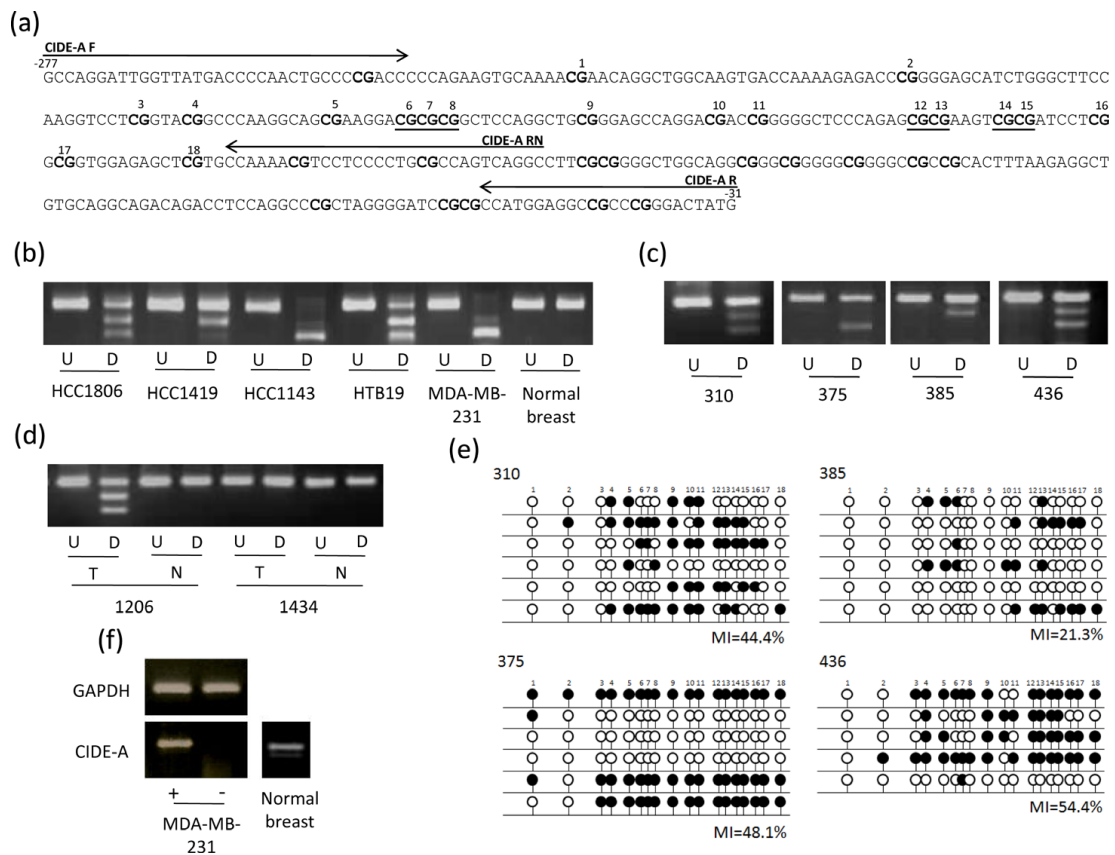 (a)
CIDE-A F
-277 1 2
GCCAGGATTGGTTATGACCCCAACTGCCCCGACCCCCAGAAGTGCAAAACGAACAGGCTGGCAAGTGACCAAAAGAGACCCGGGGAGCATCTGGGCTTCC
3 4 5 6 7 8 9 10 11 12 13 14 15 16
AAGGTCCTCGGTACGGCCCAAGGCAGCGAAGGACGCGCGGCTCCAGGCTGCGGGAGCCAGGACGACCGGGGGCTCCCAGAGCGCGAAGTCGCGATCCTCG
17 18 CIDE-A RN
GCGGTGGAGAGCTCGTGCCAAAACGTCCTCCCCTGCGCCAGTCAGGCCTTCGCGGGGCTGGCAGGCGGGCGGGGGCGGGGCCGCCGCACTTTAAGAGGCT
CIDE-A R
-31
GTGCAGGCAGACAGACCTCCAGGCCCGCTAGGGGATCCGCGCCATGGAGGCCGCCCGGGACTATG
(b)
U D U D U D U D U D U D
HCC1806 HCC1419 HCC1143 HTB19 MDA-MB-231 Normal breast
(c)
U D U D U D U D
310 375 385 436
(d)
U D U D U D U D
T N T N
1206 1434
(e)
310
1 2 3 4 5 6 7 8 9 10 11 12 13 14 15 16 17 18
MI=44.4%
385
1 2 3 4 5 6 7 8 9 10 11 12 13 14 15 16 17 18
MI=21.3%
375
1 2 3 4 5 6 7 8 9 10 11 12 13 14 15 16 17 18
MI=48.1%
436
1 2 3 4 5 6 7 8 9 10 11 12 13 14 15 16 17 18
MI=54.4%
(f)
GAPDH
CIDE-A
+ -
MDA-MB-231
Normal breast